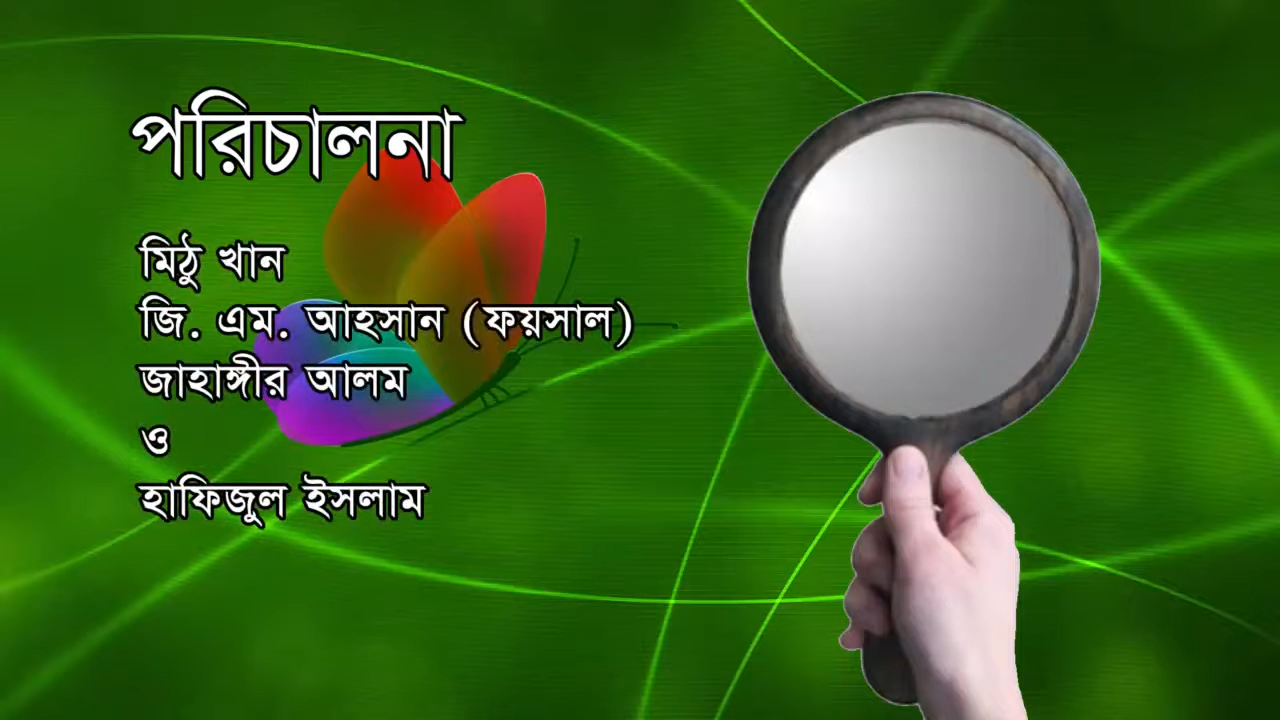 পরিচালনা
মিঠু খান
জি. এম. আহসান (ফয়সাল)
জাহাঙ্গীর আলম
ও
হাফিজুল ইসলাম